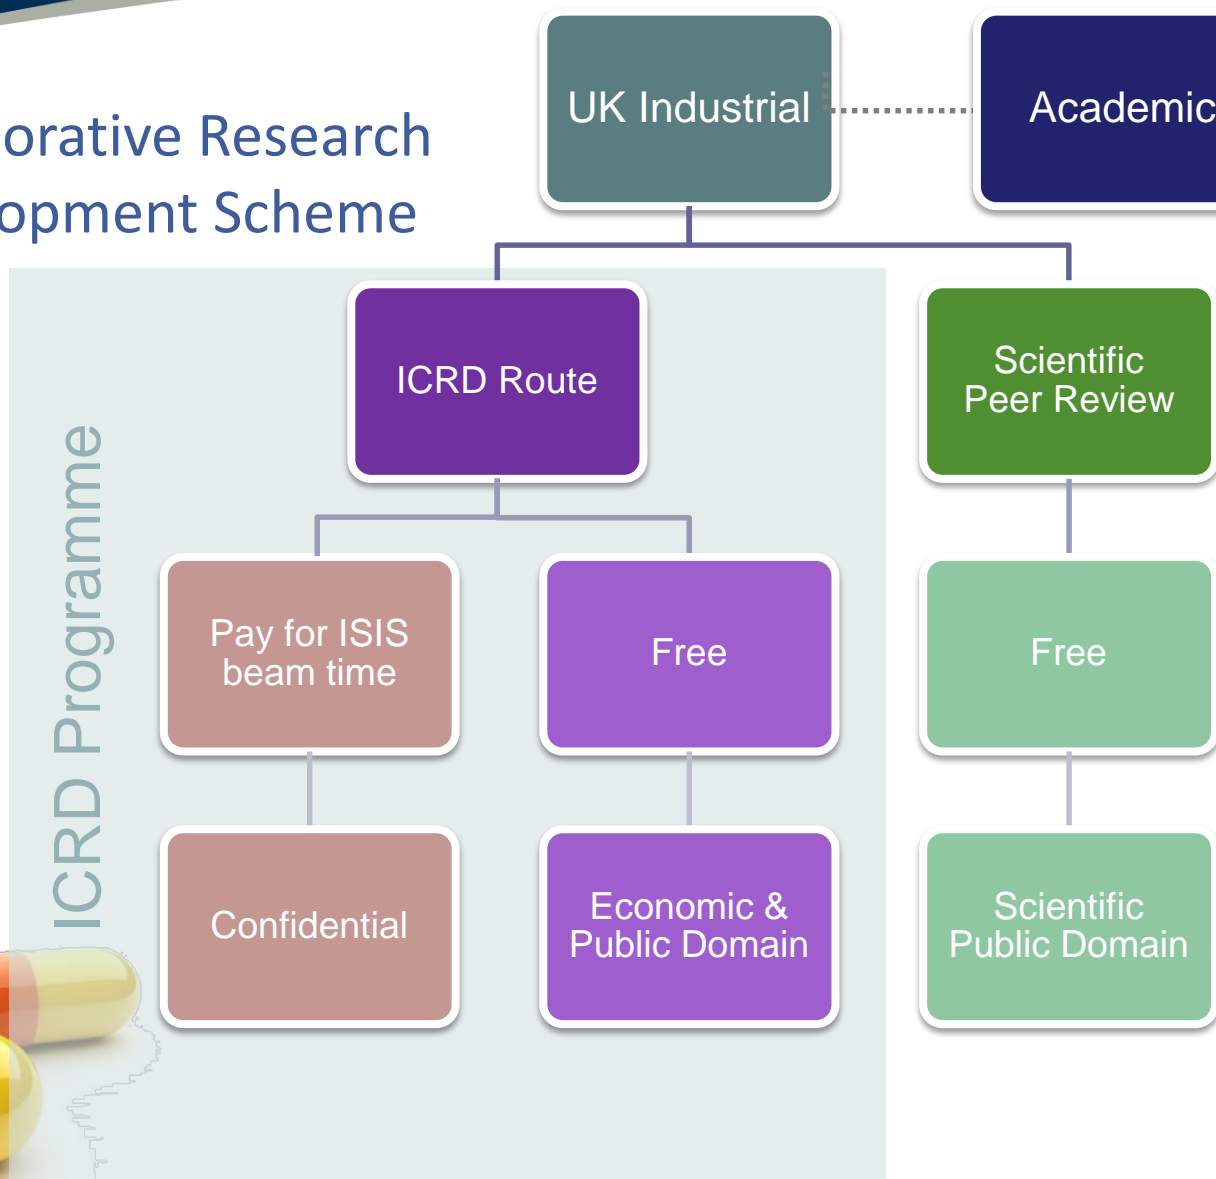 orative Research
opment Scheme
UK Industrial
Academic
ICRD Programme
ICRD Route
Scientific
Peer Review
Pay for ISIS
beam time
Free
Free
Confidential
Economic &
Public Domain
Scientific
Public Domain